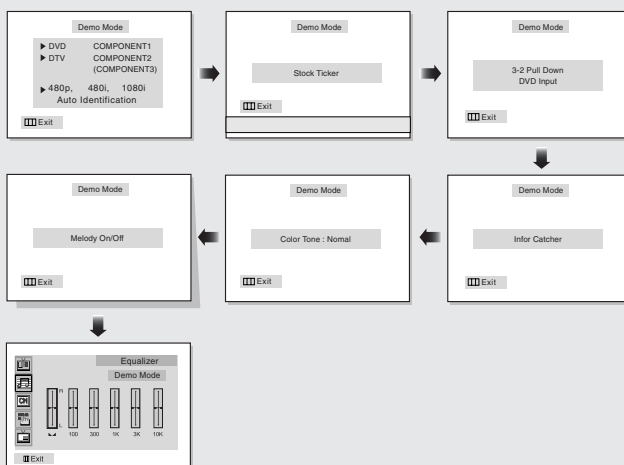 Demo Mode
▶ DVD COMPONENT1
▶ DTV COMPONENT2
(COMPONENT3)
▶ 480p, 480i, 1080i
Auto Identification
Exit
Demo Mode
Stock Ticker
Exit
Demo Mode
3-2 Pull Down
DVD Input
Exit
Demo Mode
Infor Catcher
Exit
Demo Mode
Color Tone : Nomal
Exit
Demo Mode
Melody On/Off
Exit
Equalizer
Demo Mode
CH
R
L
100 300 1K 3K 10K
Exit